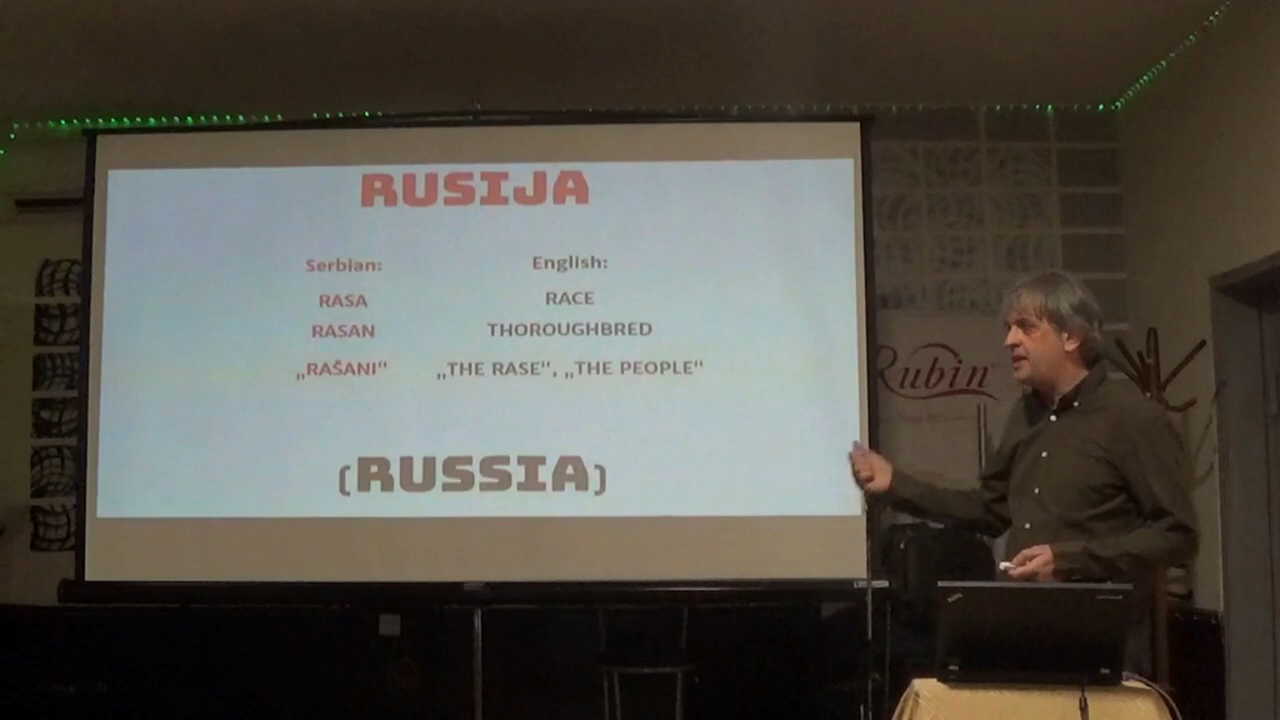 RUSIJA
Serbian: English:
RASA RACE
RASAN THOROUGHBRED
„RAŠANI“ „THE RASE“, „THE PEOPLE“
(RUSSIA)
Rubin